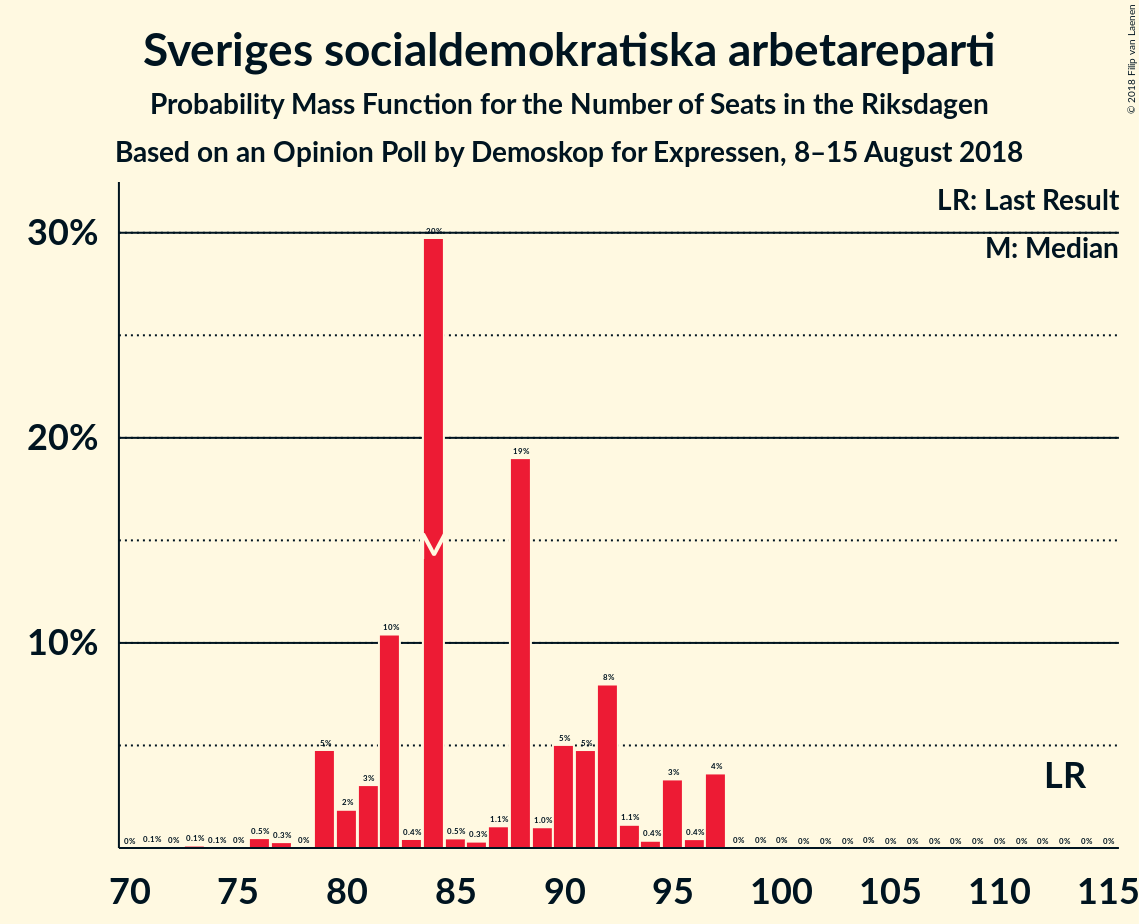 Sveriges socialdemokratiska arbetareparti
Probability Mass Function for the Number of Seats in the Riksdagen
Based on an Opinion Poll by Demoskop for Expressen, 8–15 August 2018
© 2018 Filip van Laenen
LR: Last Result
M: Median
30%
20%
10%
0% 0.1% 0% 0.1% 0.1% 0% 0.5% 0.3% 0% 5% 2% 3% 10% 0.4% 30% 0.5% 0.3% 1.1% 19% 1.0% 5% 5% 8% 1.1% 0.4% 3% 0.4% 4% 0% 0% 0% 0% 0% 0% 0% 0% 0% 0% 0% 0% 0% 0% 0% 0% 0% 0%
M
LR
70 75 80 85 90 95 100 105 110 115